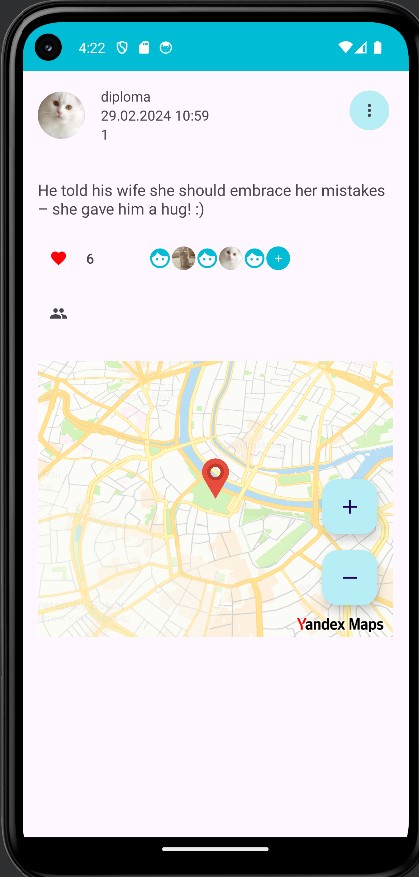 4:22
diploma
29.02.2024 10:59
1
He told his wife she should embrace her mistakes
– she gave him a hug! :)
6
+
+
−
Yandex Maps